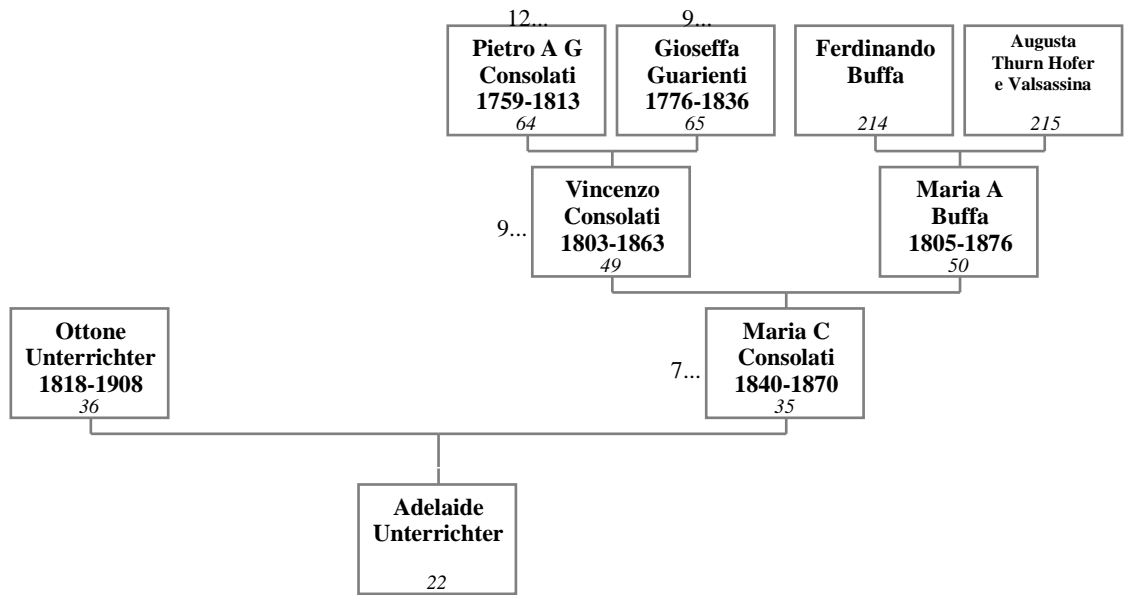 12...
Pietro A G
Consolati
1759-1813
64
9...
Gioseffa
Guarienti
1776-1836
65
Ferdinando
Buffa
214
Augusta
Thurn Hofer
e Valsassina
215
9...
Vincenzo
Consolati
1803-1863
49
Maria A
Buffa
1805-1876
50
Ottone
Unterrichter
1818-1908
36
7...
Maria C
Consolati
1840-1870
35
Adelaide
Unterrichter
22